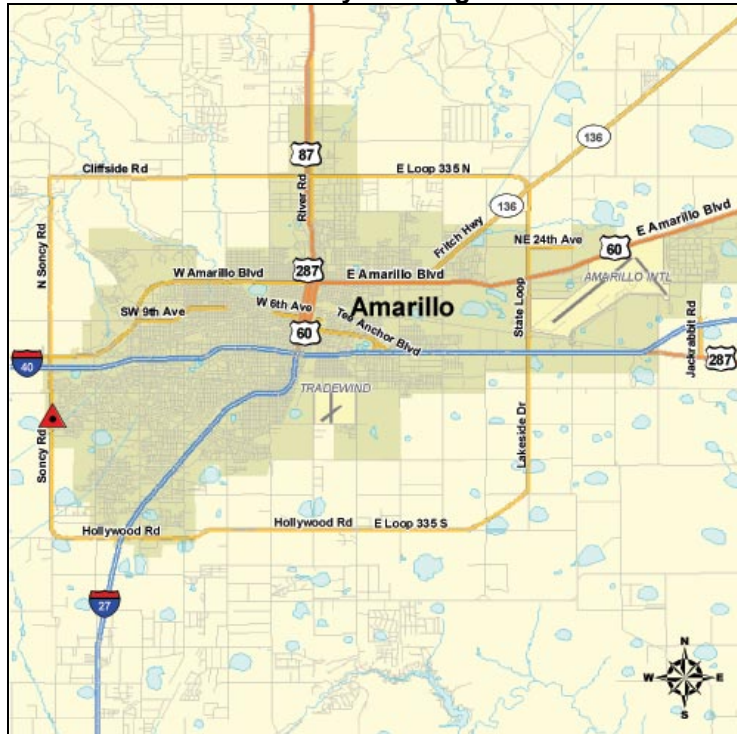 87
Cliffside Rd
E Loop 335 N
136
136
River Rd
N Soncy Rd
Fritch Hwy
NE 24th Ave
60
E Amarillo Blvd
W Amarillo Blvd
287
E Amarillo Blvd
AMARILLO INTL
SW 9th Ave
W 6th Ave
Amarillo
State Loop
60
Tee Anchor Blvd
Jackrabbit Rd
40
287
TRADEWIND
Soncy Rd
Lakeside Dr
Hollywood Rd
Hollywood Rd
E Loop 335 S
27
N
W
E
S